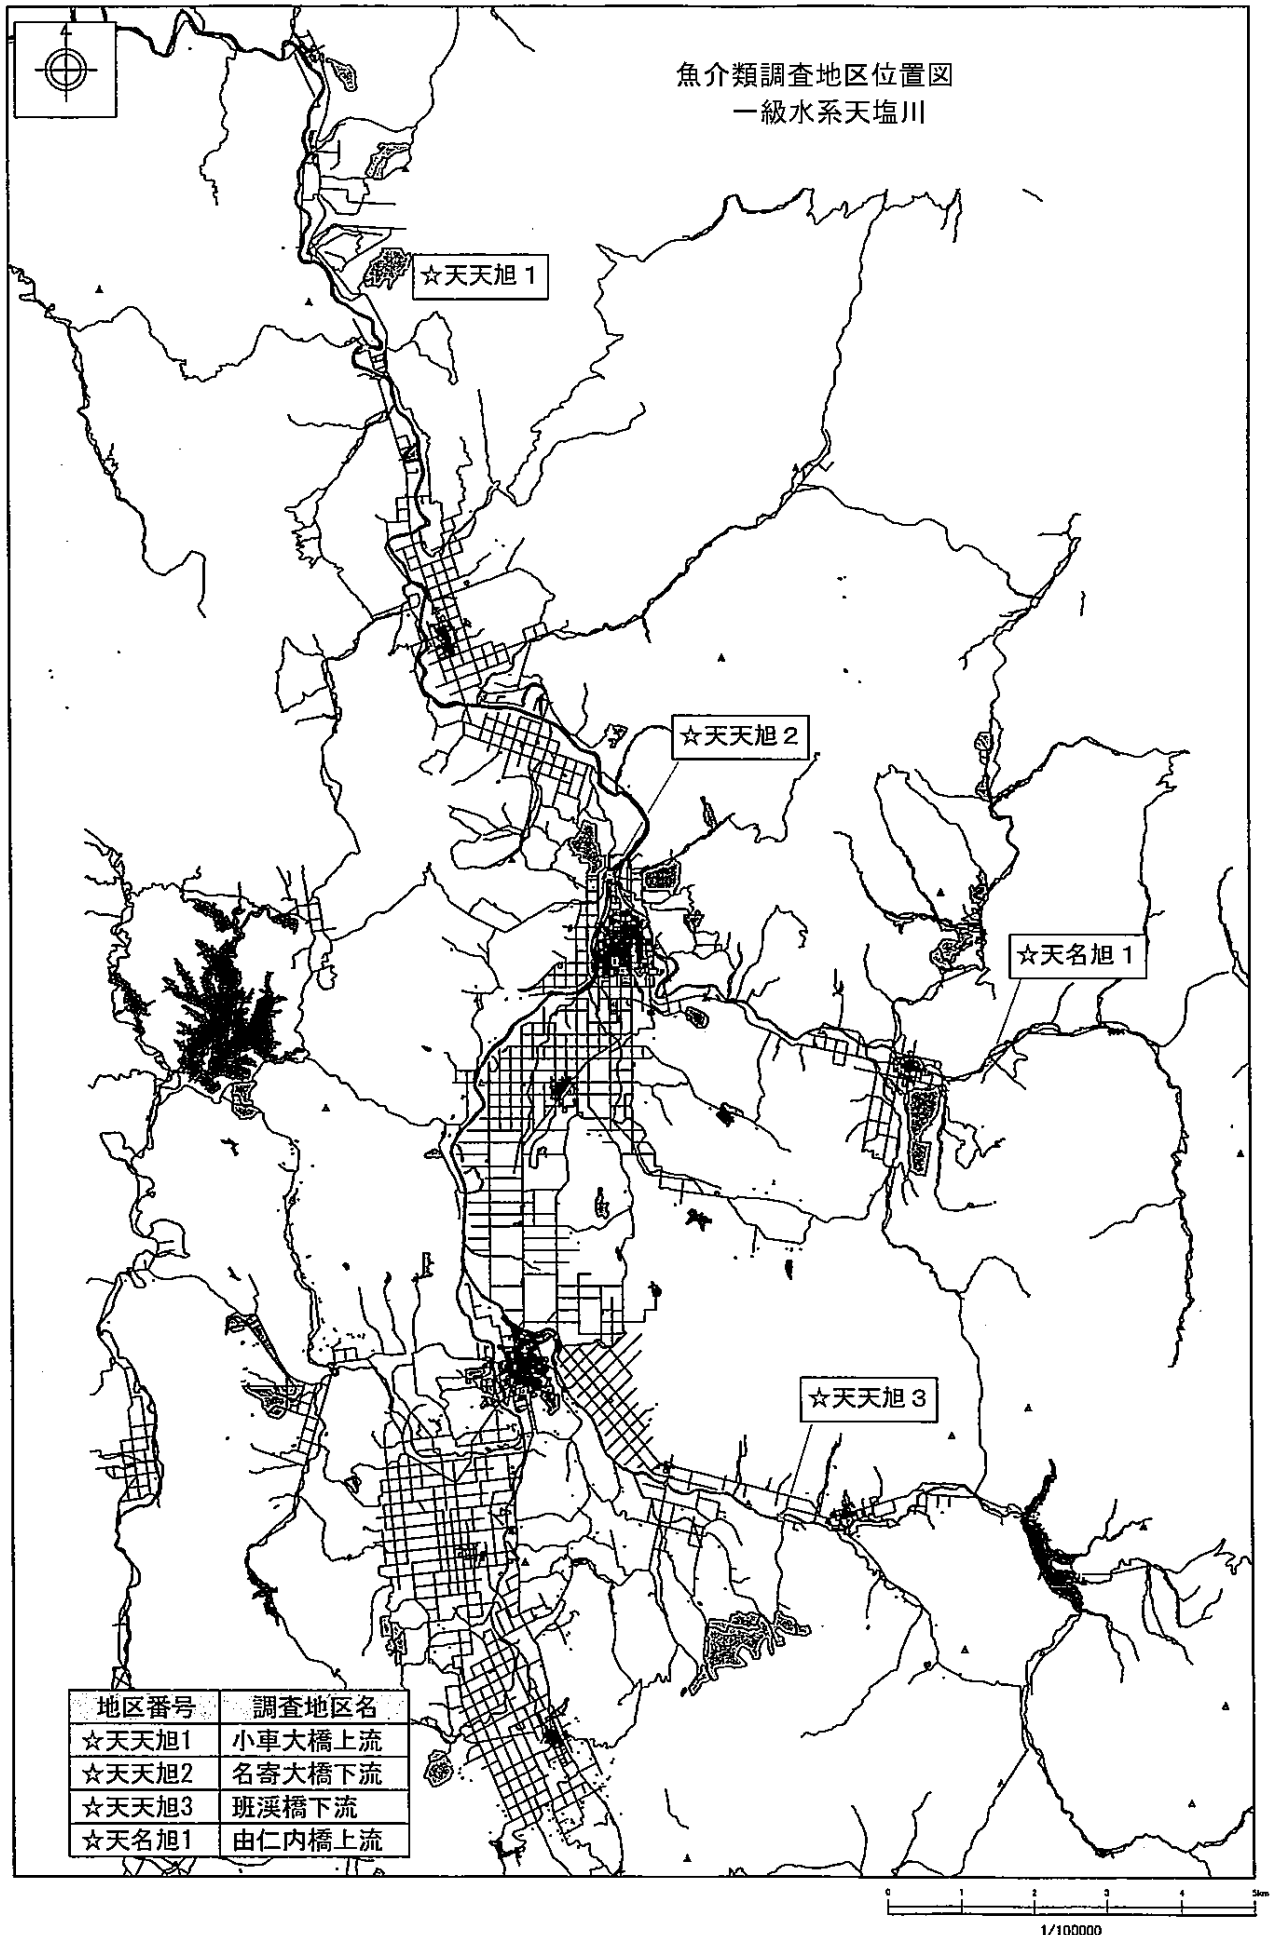 魚介類調査地区位置図
一級水系天塩川
☆天天旭1
☆天天旭2
☆天名旭1
☆天天旭3
地区番号 調査地区名
☆天天旭1 小車大橋上流
☆天天旭2 名寄大橋下流
☆天天旭3 班渓橋下流
☆天名旭1 由仁内橋上流
0 1 2 3 4 5km
1/100000